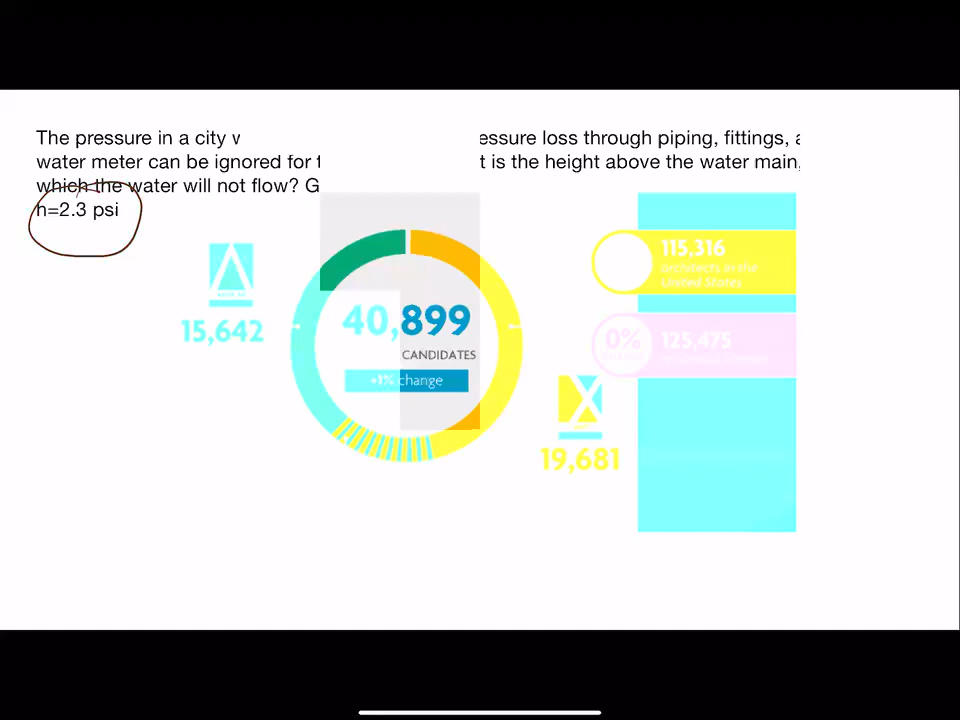 The pressure in a city
essure loss through piping, fittings,
water meter can be ignored for
t is the height above the water main,
which the water will not flow? G
h=2.3 psi
115,316
architects in the
United States
15,642
40,899
CANDIDATES
+1% change
0%
125,475
19,681